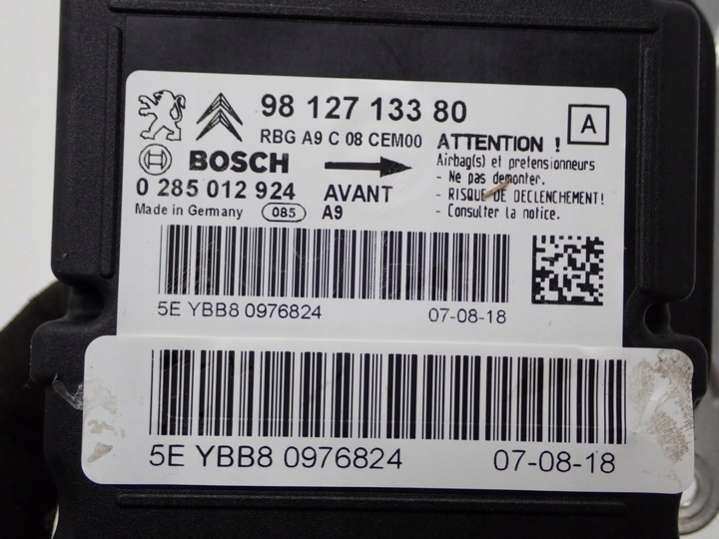 98 127 133 80
RBG A9 C 08 CEM00
A
BOSCH
0 285 012 924
Made in Germany
085
AVANT
A9
ATTENTION !
Airbag(s) et pretensionneurs
- Ne pas demonter.
- RISQUE DE DECLENCHEMENT!
- Consulter la notice.
5E YBB8 0976824 07-08-18
5E YBB8 0976824 07-08-18